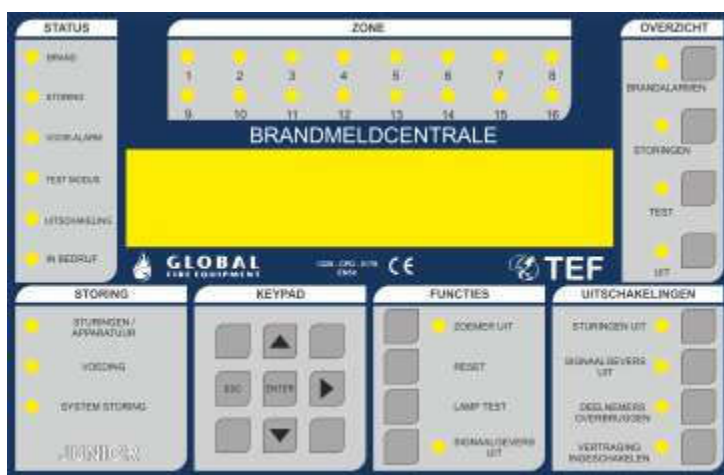 STATUS
BRAND
STORING
VOORALARM
TEST MODUS
UITSCHAKELING
IN BEDRIJF
ZONE
1 2 3 4 5 6 7 8
9 10 11 12 13 14 15 16
BRANDMELDCENTRALE
GLOBAL
FIRE EQUIPMENT
CE
TEF
OVERZICHT
BRANDALARMEN
STORINGEN
TEST
UIT
STORING
STURINGEN /
APPARATUUR
VOEDING
SYSTEM STORING
JUNIOR
KEYPAD
ESC ENTER
FUNCTIES
ZOEMER UIT
RESET
LAMP TEST
SIGNAALGEVERS
UIT
UITSCHAKELINGEN
STURINGEN UIT
SIGNAALGEVERS
UIT
DEELNEMERS
OVERBRUGGEN
VERTRAGING
INGESCHAKELEN